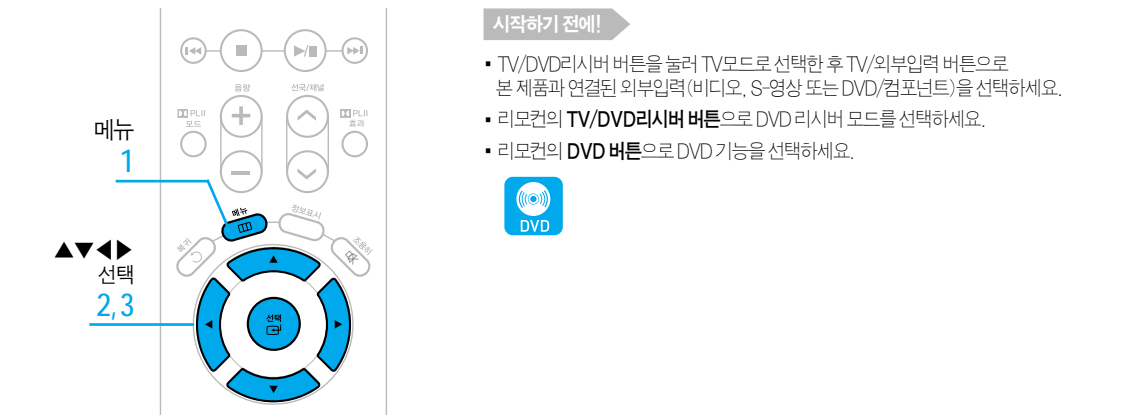 시작하기 전에!
▪ TV/DVD리시버 버튼을 눌러 TV모드로 선택한 후 TV/외부입력 버튼으로
본 제품과 연결된 외부입력(비디오, S-영상 또는 DVD/컴포넌트)을 선택하세요.
▪ 리모컨의 TV/DVD리시버 버튼으로 DVD 리시버 모드를 선택하세요.
▪ 리모컨의 DVD 버튼으로 DVD 기능을 선택하세요.
DVD
음량
선국/채널
PLII
모드
PLII
효과
메뉴
1
메뉴
정보표시
복귀
조용히
▲▼◀▶
선택
2, 3
선택